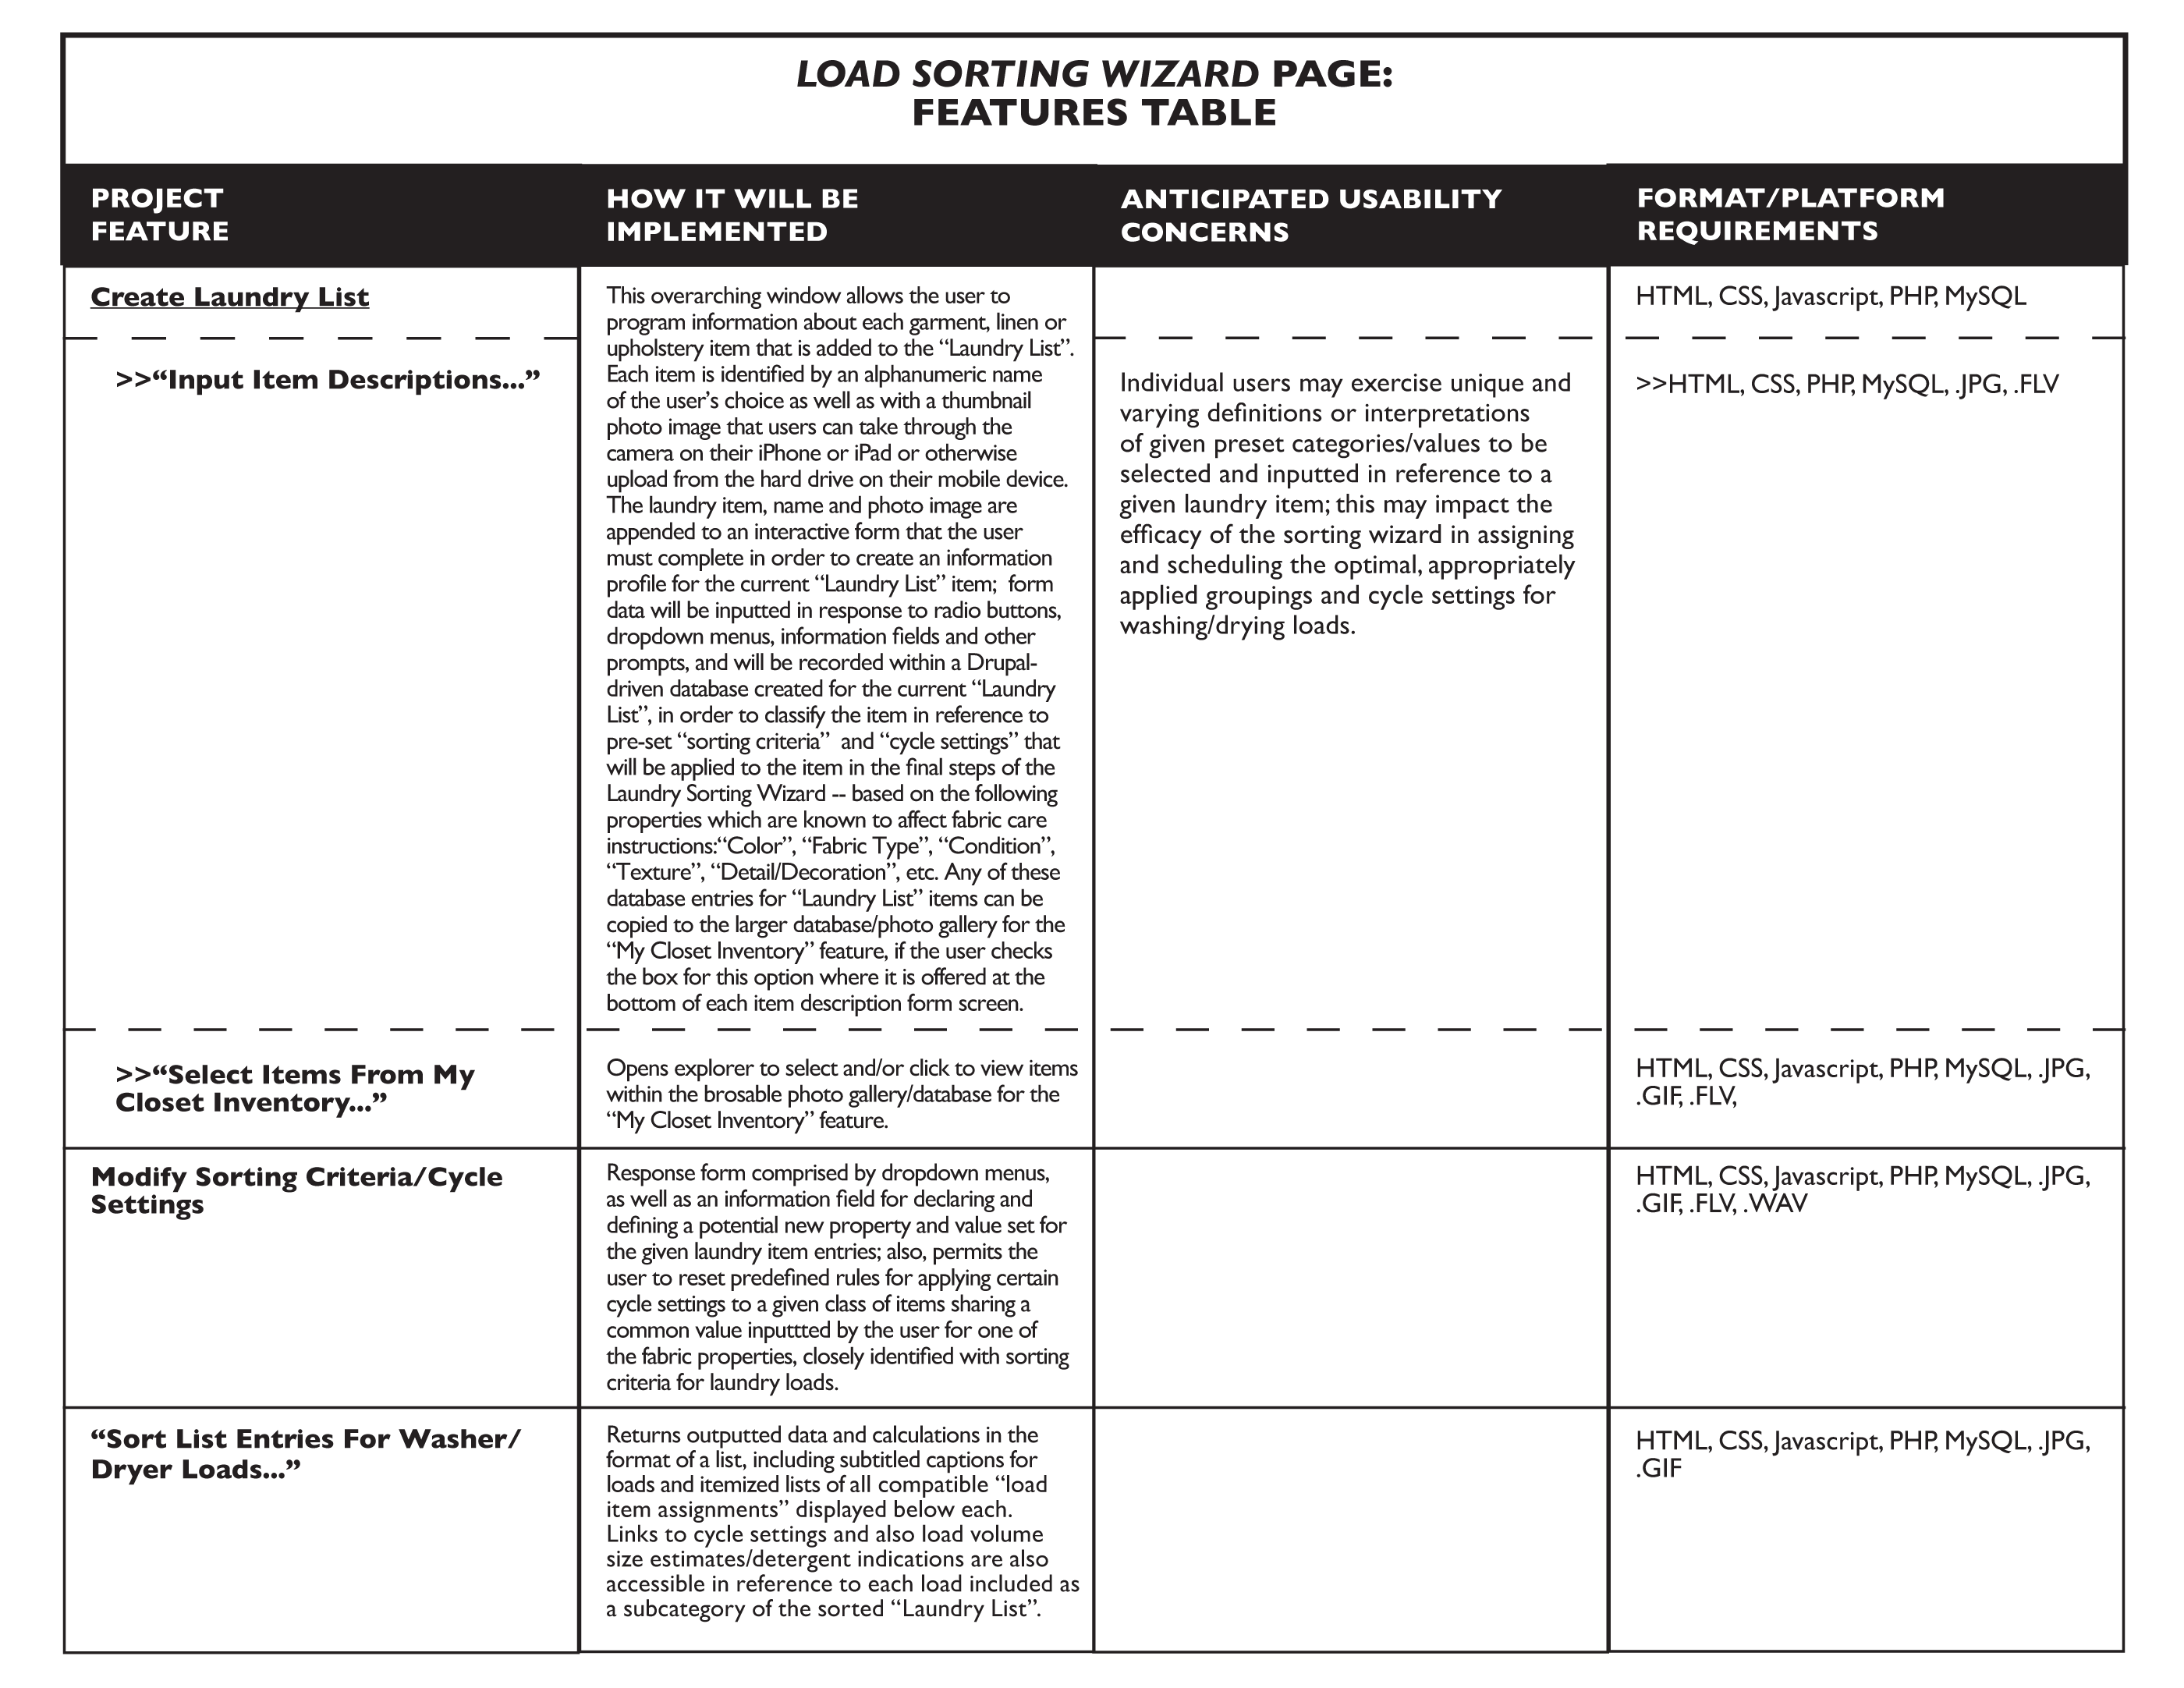 LOAD SORTING WIZARD PAGE:
FEATURES TABLE
PROJECT
FEATURE
HOW IT WILL BE
IMPLEMENTED
ANTICIPATED USABILITY
CONCERNS
FORMAT/PLATFORM
REQUIREMENTS
Create Laundry List
>>“Input Item Descriptions...”
This overarching window allows the user to
program information about each garment, linen or
upholstery item that is added to the “Laundry List”.
Each item is identified by an alphanumeric name
of the user’s choice as well as with a thumbnail
photo image that users can take through the
camera on their iPhone or iPad or otherwise
upload from the hard drive on their mobile device.
The laundry item, name and photo image are
appended to an interactive form that the user
must complete in order to create an information
profile for the current “Laundry List” item;  form
data will be inputted in response to radio buttons,
dropdown menus, information fields and other
prompts, and will be recorded within a Drupal-
driven database created for the current “Laundry
List”, in order to classify the item in reference to
pre-set “sorting criteria”  and “cycle settings” that
will be applied to the item in the final steps of the
Laundry Sorting Wizard -- based on the following
properties which are known to affect fabric care
instructions:“Color”, “Fabric Type”, “Condition”,
“Texture”, “Detail/Decoration”, etc. Any of these
database entries for “Laundry List” items can be
copied to the larger database/photo gallery for the
“My Closet Inventory” feature, if the user checks
the box for this option where it is offered at the
bottom of each item description form screen.
Individual users may exercise unique and
varying definitions or interpretations
of given preset categories/values to be
selected and inputted in reference to a
given laundry item; this may impact the
efficacy of the sorting wizard in assigning
and scheduling the optimal, appropriately
applied groupings and cycle settings for
washing/drying loads.
HTML, CSS, Javascript, PHP, MySQL
>>HTML, CSS, PHP, MySQL, .JPG, .FLV
>>“Select Items From My
Closet Inventory...”
Opens explorer to select and/or click to view items
within the brosable photo gallery/database for the
“My Closet Inventory” feature.
HTML, CSS, Javascript, PHP, MySQL, .JPG,
.GIF, .FLV,
Modify Sorting Criteria/Cycle
Settings
Response form comprised by dropdown menus,
as well as an information field for declaring and
defining a potential new property and value set for
the given laundry item entries; also, permits the
user to reset predefined rules for applying certain
cycle settings to a given class of items sharing a
common value inputtted by the user for one of
the fabric properties, closely identified with sorting
criteria for laundry loads.
HTML, CSS, Javascript, PHP, MySQL, .JPG,
.GIF, .FLV, .WAV
“Sort List Entries For Washer/
Dryer Loads...”
Returns outputted data and calculations in the
format of a list, including subtitled captions for
loads and itemized lists of all compatible “load
item assignments” displayed below each.
Links to cycle settings and also load volume
size estimates/detergent indications are also
accessible in reference to each load included as
a subcategory of the sorted “Laundry List”.
HTML, CSS, Javascript, PHP, MySQL, .JPG,
.GIF